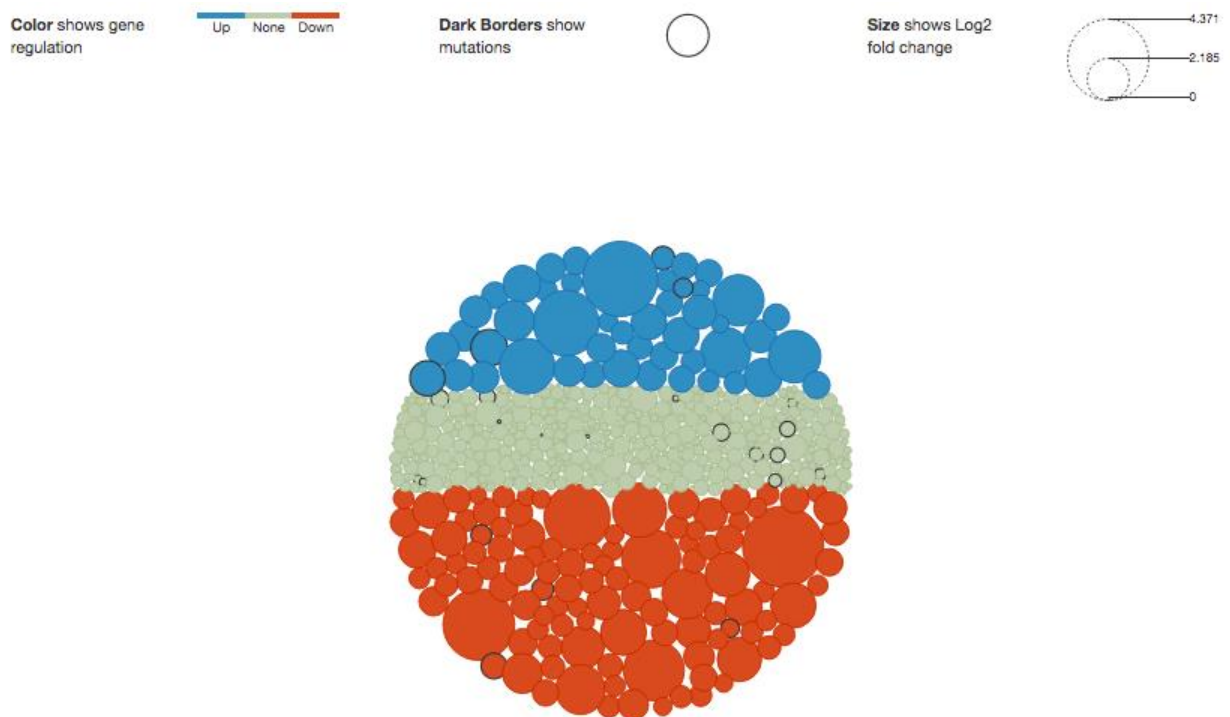 Color shows gene
regulation
Up None Down
Dark Borders show
mutations
Size shows Log2
fold change
4.371
2.185
0